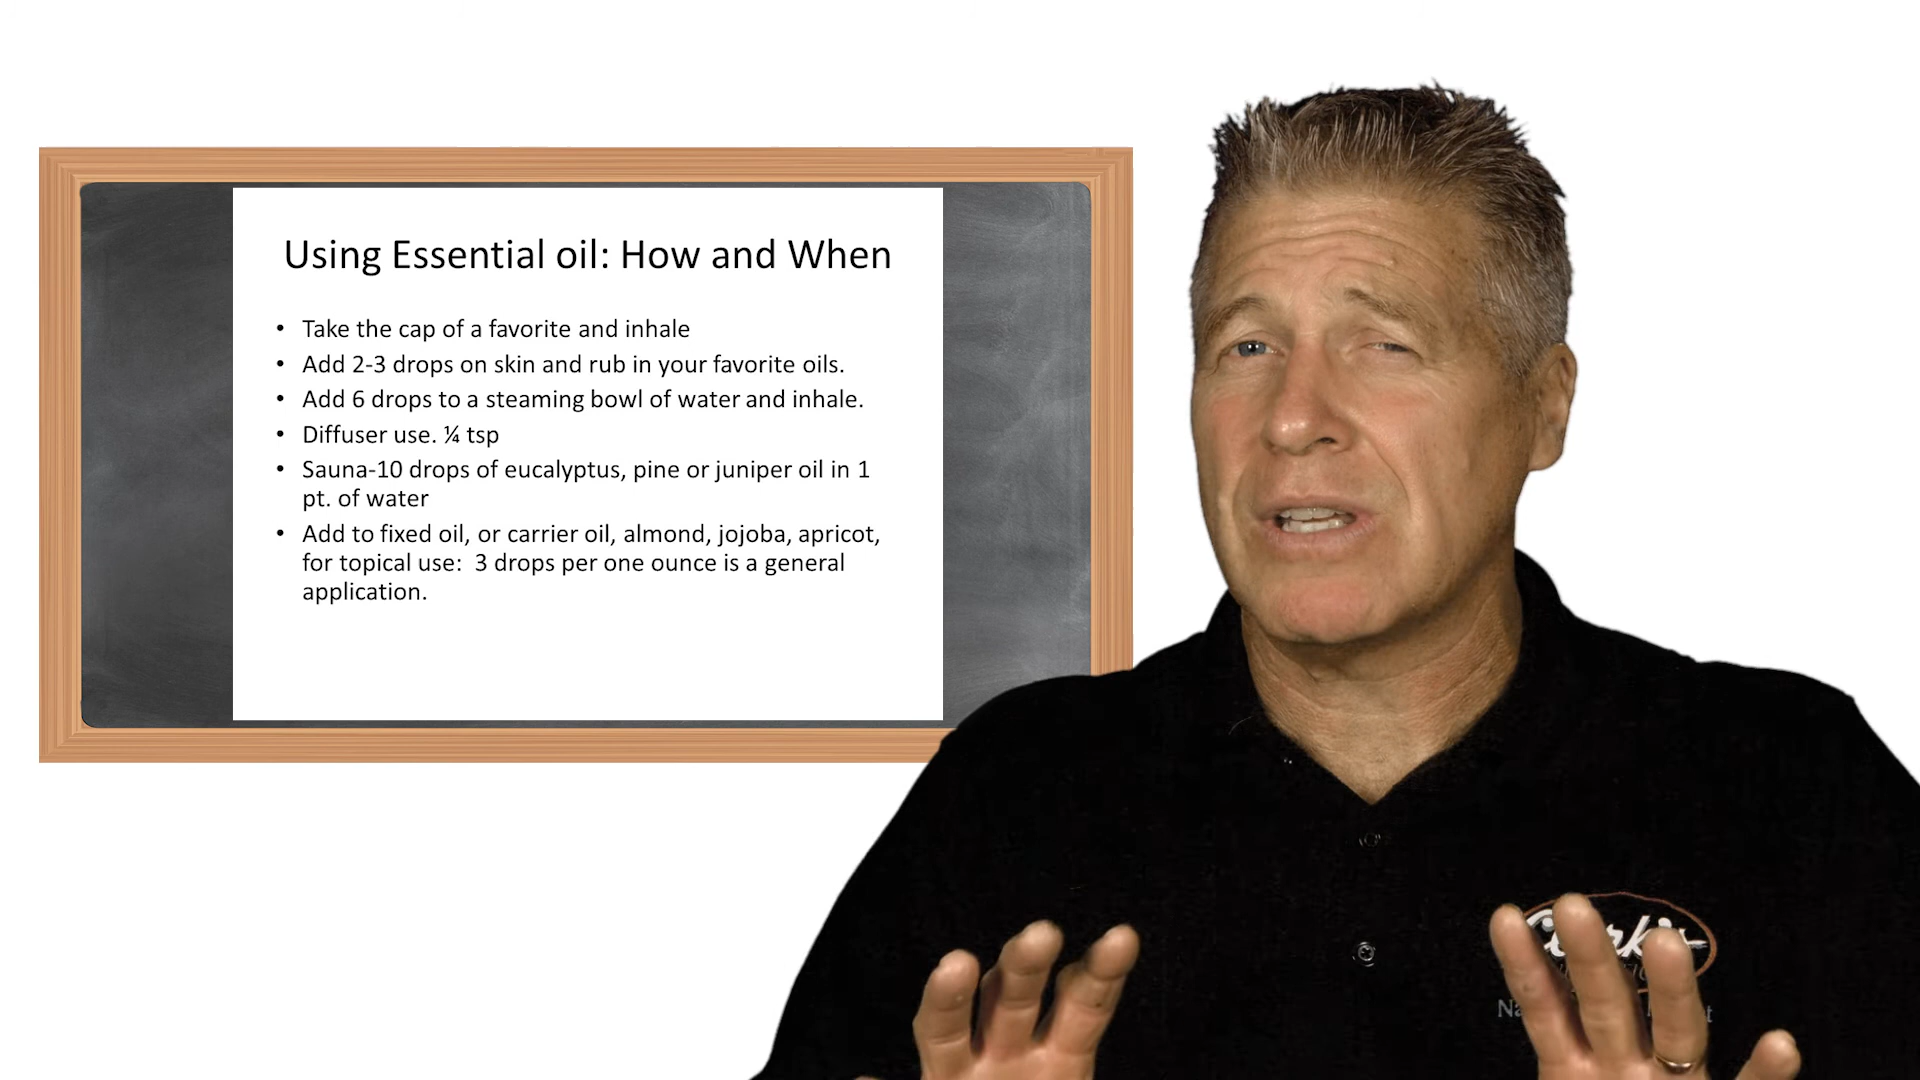 Using Essential oil: How and When
• Take the cap of a favorite and inhale
• Add 2-3 drops on skin and rub in your favorite oils.
• Add 6 drops to a steaming bowl of water and inhale.
• Diffuser use. ¼ tsp
• Sauna-10 drops of eucalyptus, pine or juniper oil in 1
pt. of water
• Add to fixed oil, or carrier oil, almond, jojoba, apricot,
for topical use:  3 drops per one ounce is a general
application.